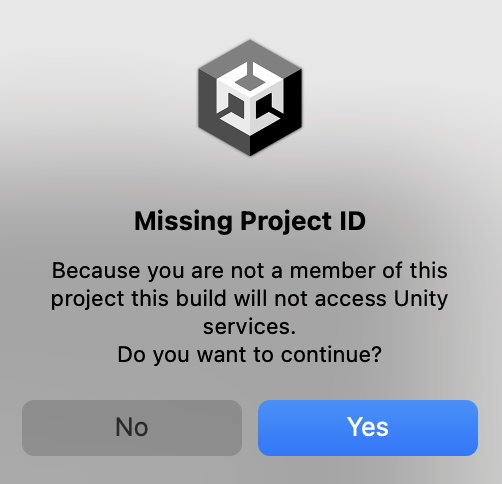 Missing Project ID
Because you are not a member of this
project this build will not access Unity
services.
Do you want to continue?
No
Yes